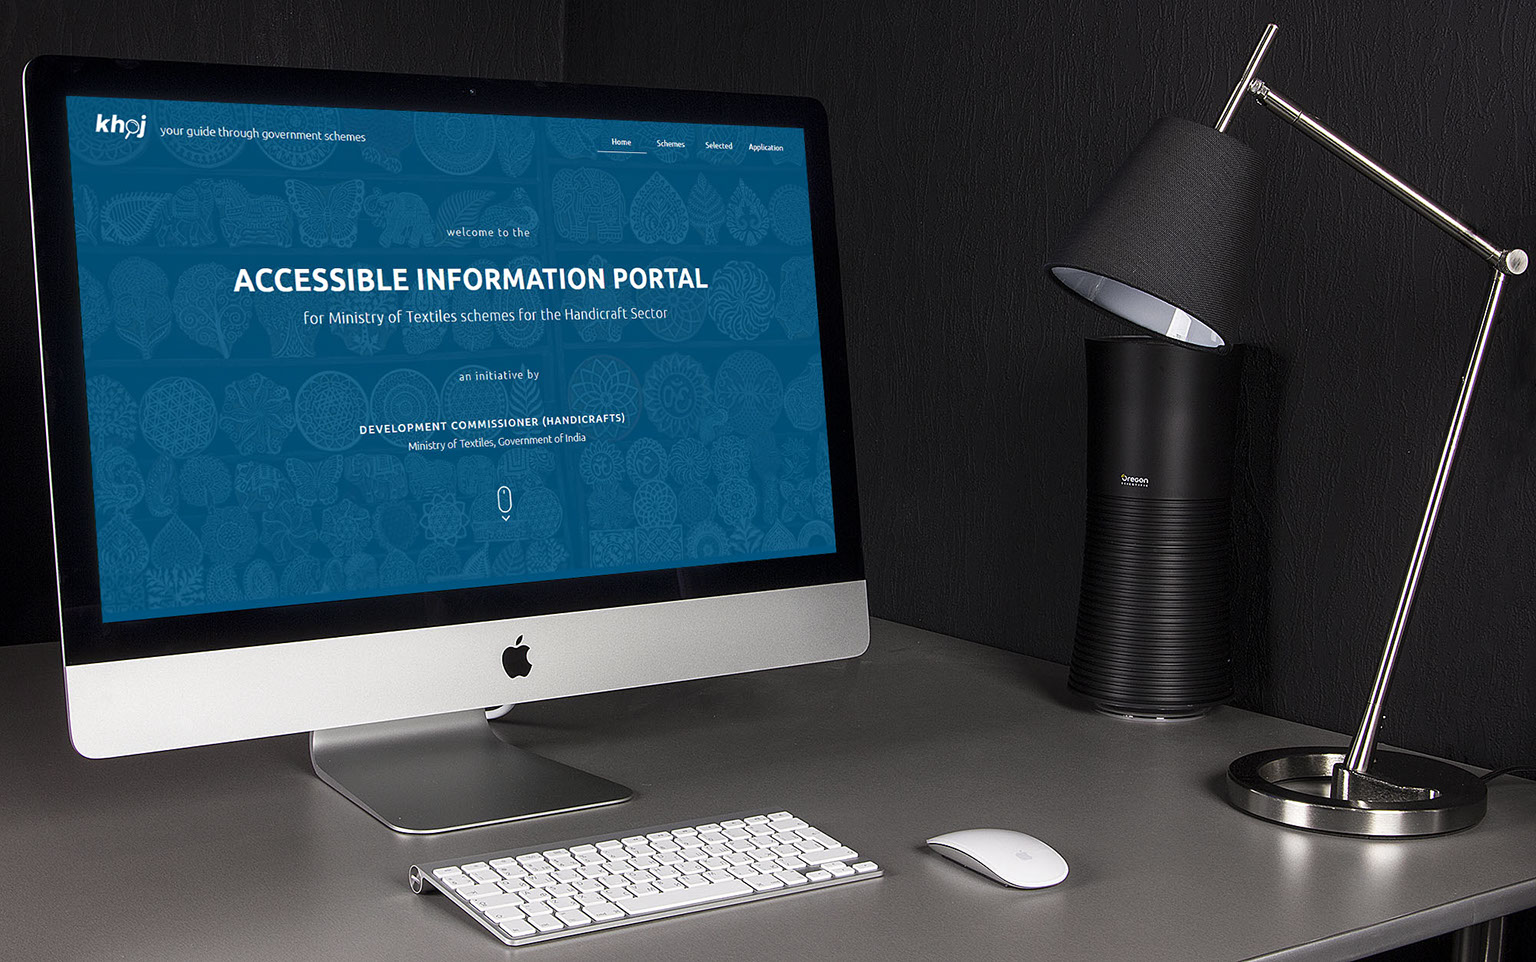 khoj your guide through government schemes
Home Schemes Selected Application
welcome to the
ACCESSIBLE INFORMATION PORTAL
for Ministry of Textiles schemes for the Handicraft Sector
an initiative by
DEVELOPMENT COMMISSIONER (HANDICRAFTS)
Ministry of Textiles, Government of India
Oregon